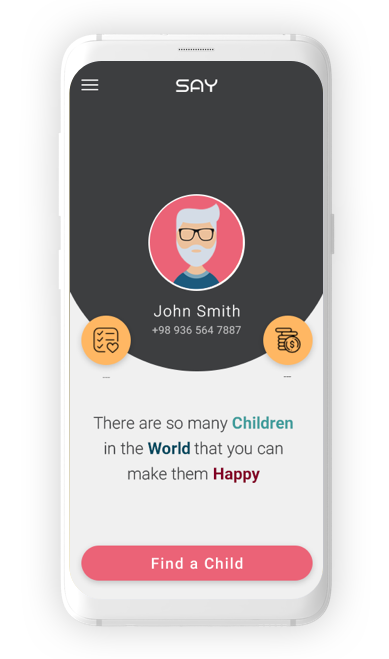 SAY
John Smith
+98 936 564 7887
There are so many Children
in the World that you can
make them Happy
Find a Child